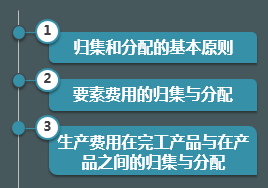 1
归集和分配的基本原则
2
要素费用的归集与分配
3
生产费用在完工产品与在产
品之间的归集与分配